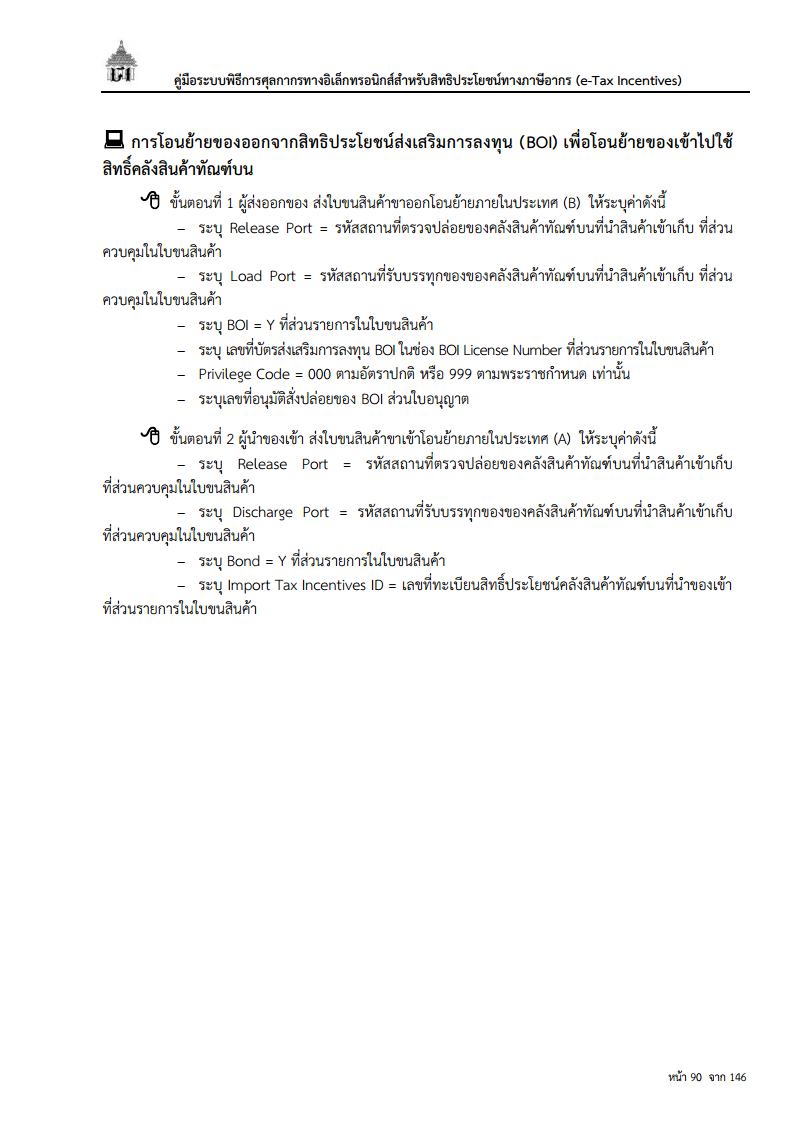 คู่มือระบบพิธีการศุลกากรทางอิเล็กทรอนิกส์สำหรับสิทธิประโยชน์ทางภาษีอากร (e-Tax Incentives)
การโอนย้ายของออกจากสิทธิประโยชน์ส่งเสริมการลงทุน (BOI) เพื่อโอนย้ายของเข้าไปใช้
สิทธิ์คลังสินค้าทัณฑ์บน
ขั้นตอนที่ 1 ผู้ส่งออกของ ส่งใบขนสินค้าขาออกโอนย้ายภายในประเทศ (B) ให้ระบุค่าดังนี้
– ระบุ Release Port = รหัสสถานที่ตรวจปล่อยของคลังสินค้าทัณฑ์บนที่นำสินค้าเข้าเก็บ ที่ส่วน
ควบคุมในใบขนสินค้า
– ระบุ Load Port = รหัสสถานที่รับบรรทุกของของคลังสินค้าทัณฑ์บนที่นำสินค้าเข้าเก็บ ที่ส่วน
ควบคุมในใบขนสินค้า
– ระบุ BOI = Y ที่ส่วนรายการในใบขนสินค้า
– ระบุ เลขที่บัตรส่งเสริมการลงทุน BOI ในช่อง BOI License Number ที่ส่วนรายการในใบขนสินค้า
– Privilege Code = 000 ตามอัตราปกติ หรือ 999 ตามพระราชกำหนด เท่านั้น
– ระบุเลขที่อนุมัติสั่งปล่อยของ BOI ส่วนใบอนุญาต
ขั้นตอนที่ 2 ผู้นำของเข้า ส่งใบขนสินค้าขาเข้าโอนย้ายภายในประเทศ (A) ให้ระบุค่าดังนี้
– ระบุ Release Port = รหัสสถานที่ตรวจปล่อยของคลังสินค้าทัณฑ์บนที่นำสินค้าเข้าเก็บ
ที่ส่วนควบคุมในใบขนสินค้า
– ระบุ Discharge Port = รหัสสถานที่รับบรรทุกของของคลังสินค้าทัณฑ์บนที่นำสินค้าเข้าเก็บ
ที่ส่วนควบคุมในใบขนสินค้า
– ระบุ Bond = Y ที่ส่วนรายการในใบขนสินค้า
– ระบุ Import Tax Incentives ID = เลขที่ทะเบียนสิทธิ์ประโยชน์คลังสินค้าทัณฑ์บนที่นำของเข้า
ที่ส่วนรายการในใบขนสินค้า
หน้า 90 จาก 146